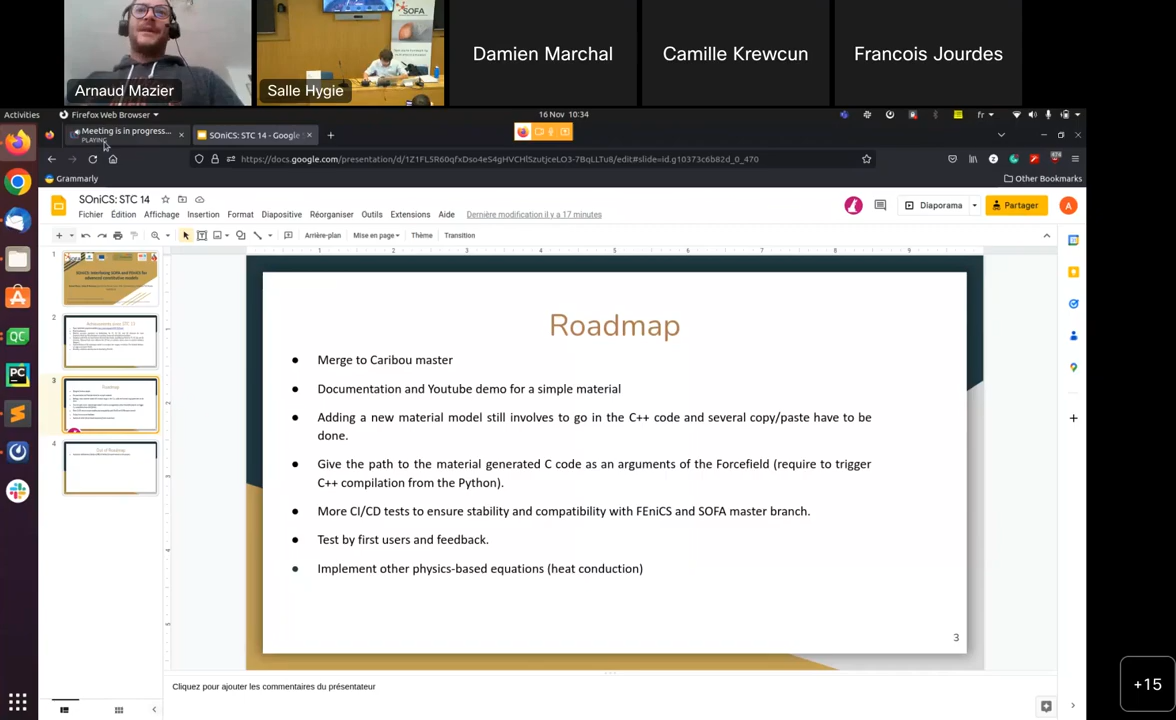 SOFA
Arnaud Mazier
Salle Hygie
Damien Marchal
Camille Krewcun
Francois Jourdes
Activities
Firefox Web Browser
16 Nov 10:34
fr
Meeting is in progress...
PLAYING
SOniCS: STC 14 - Google
Grammarly
Other Bookmarks
SOniCS: STC 14
Fichier Édition Affichage Insertion Format Diapositive Réorganiser Outils Extensions Aide
Dernière modification il y a 17 minutes
Diaporama
Partager
A
Arrière-plan Mise en page Thème Transition
1
2
3
4
Roadmap
• Merge to Caribou master
• Documentation and Youtube demo for a simple material
• Adding a new material model still involves to go in the C++ code and several copy/paste have to be
done.
• Give the path to the material generated C code as an arguments of the Forcefield (require to trigger
C++ compilation from the Python).
• More CI/CD tests to ensure stability and compatibility with FEniCS and SOFA master branch.
• Test by first users and feedback.
• Implement other physics-based equations (heat conduction)
3
Cliquez pour ajouter les commentaires du présentateur
+15